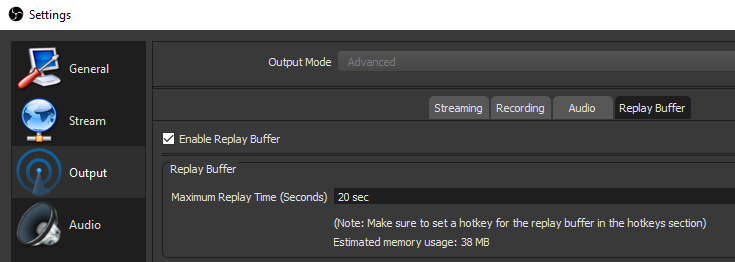 Settings
General
Stream
Output
Audio
Output Mode Advanced
Streaming Recording Audio Replay Buffer
Enable Replay Buffer
Replay Buffer
Maximum Replay Time (Seconds) 20 sec
(Note: Make sure to set a hotkey for the replay buffer in the hotkeys section)
Estimated memory usage: 38 MB